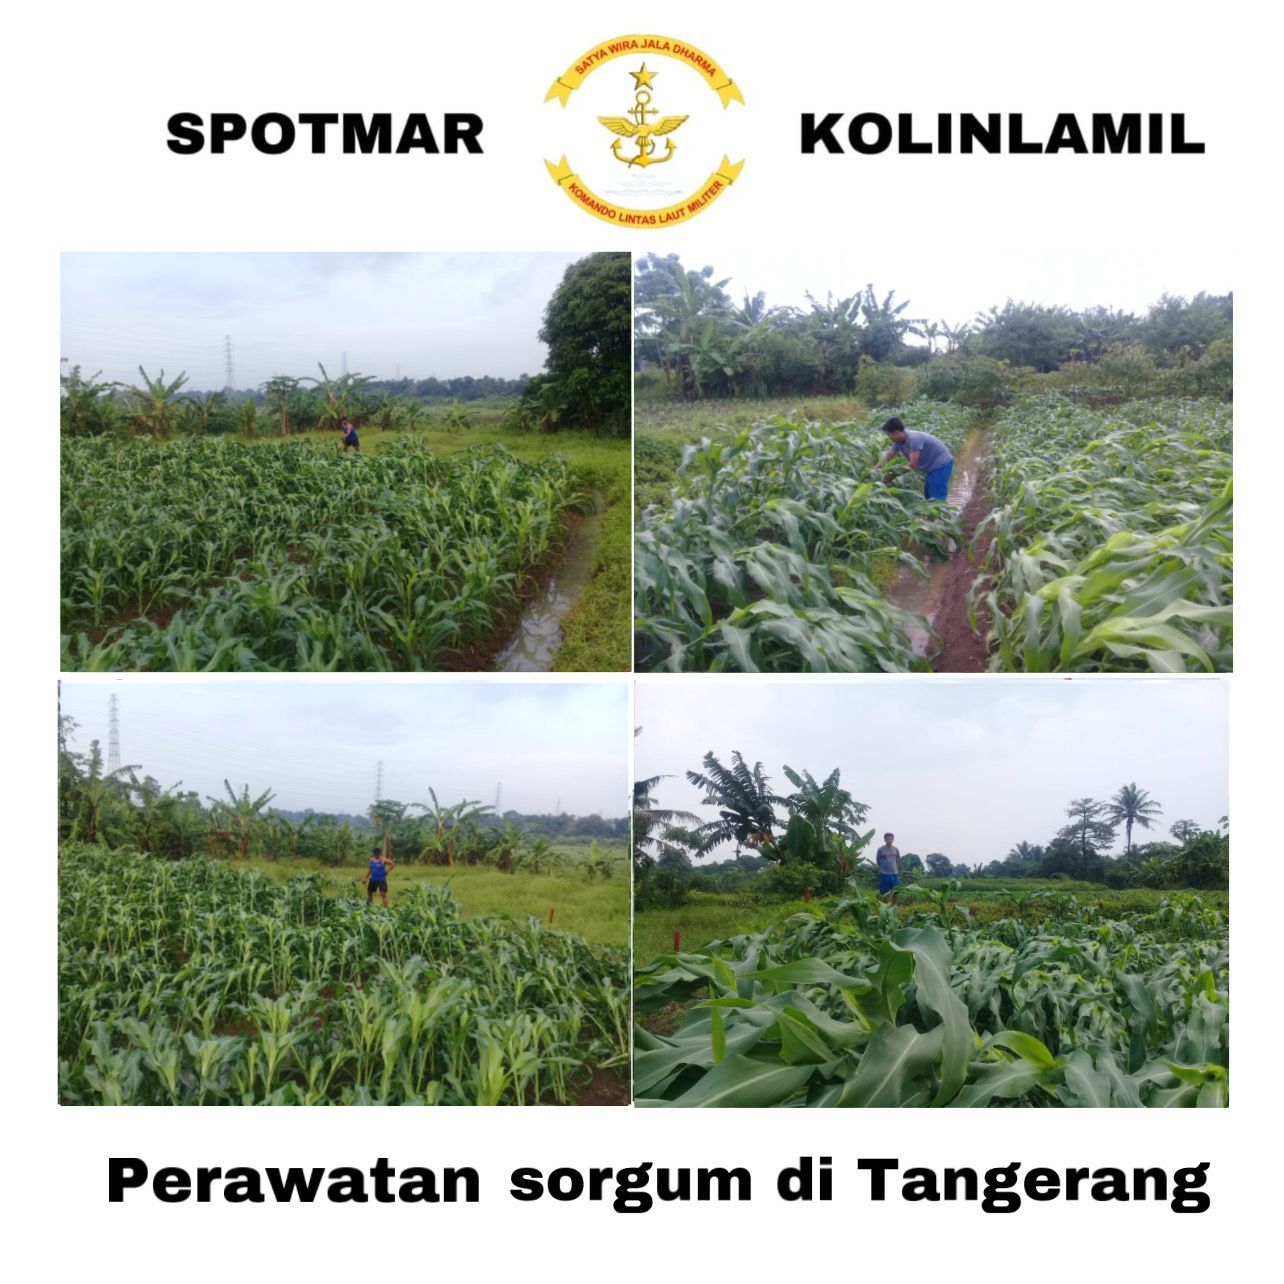 SPOTMAR
SATYA WIRA JALA DHARMA
KOMANDO LINTAS LAUT MILITER
KOLINLAMIL
Perawatan sorgum di Tangerang